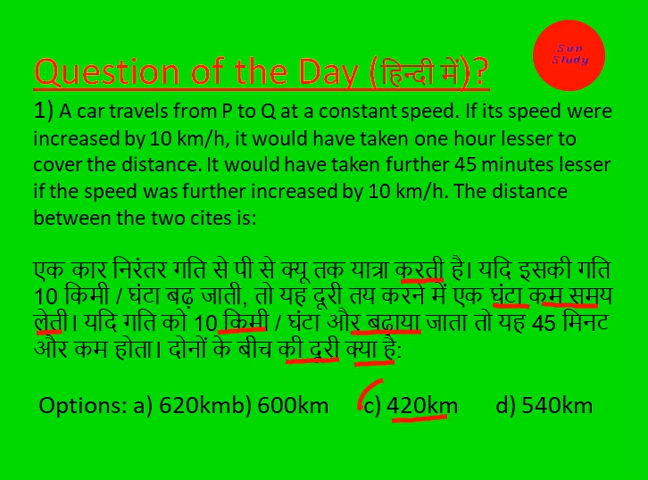 Sun
Study
Question of the Day (हिन्दी में)?
1) A car travels from P to Q at a constant speed. If its speed were
increased by 10 km/h, it would have taken one hour lesser to
cover the distance. It would have taken further 45 minutes lesser
if the speed was further increased by 10 km/h. The distance
between the two cites is:
एक कार निरंतर गति से पी से क्यू तक यात्रा करती है। यदि इसकी गति
10 किमी / घंटा बढ़ जाती, तो यह दूरी तय करने में एक घंटा कम समय
लेती। यदि गति को 10 किमी / घंटा और बढ़ाया जाता तो यह 45 मिनट
और कम होता। दोनों के बीच की दूरी क्या है:
Options: a) 620kmb) 600km c) 420km d) 540km